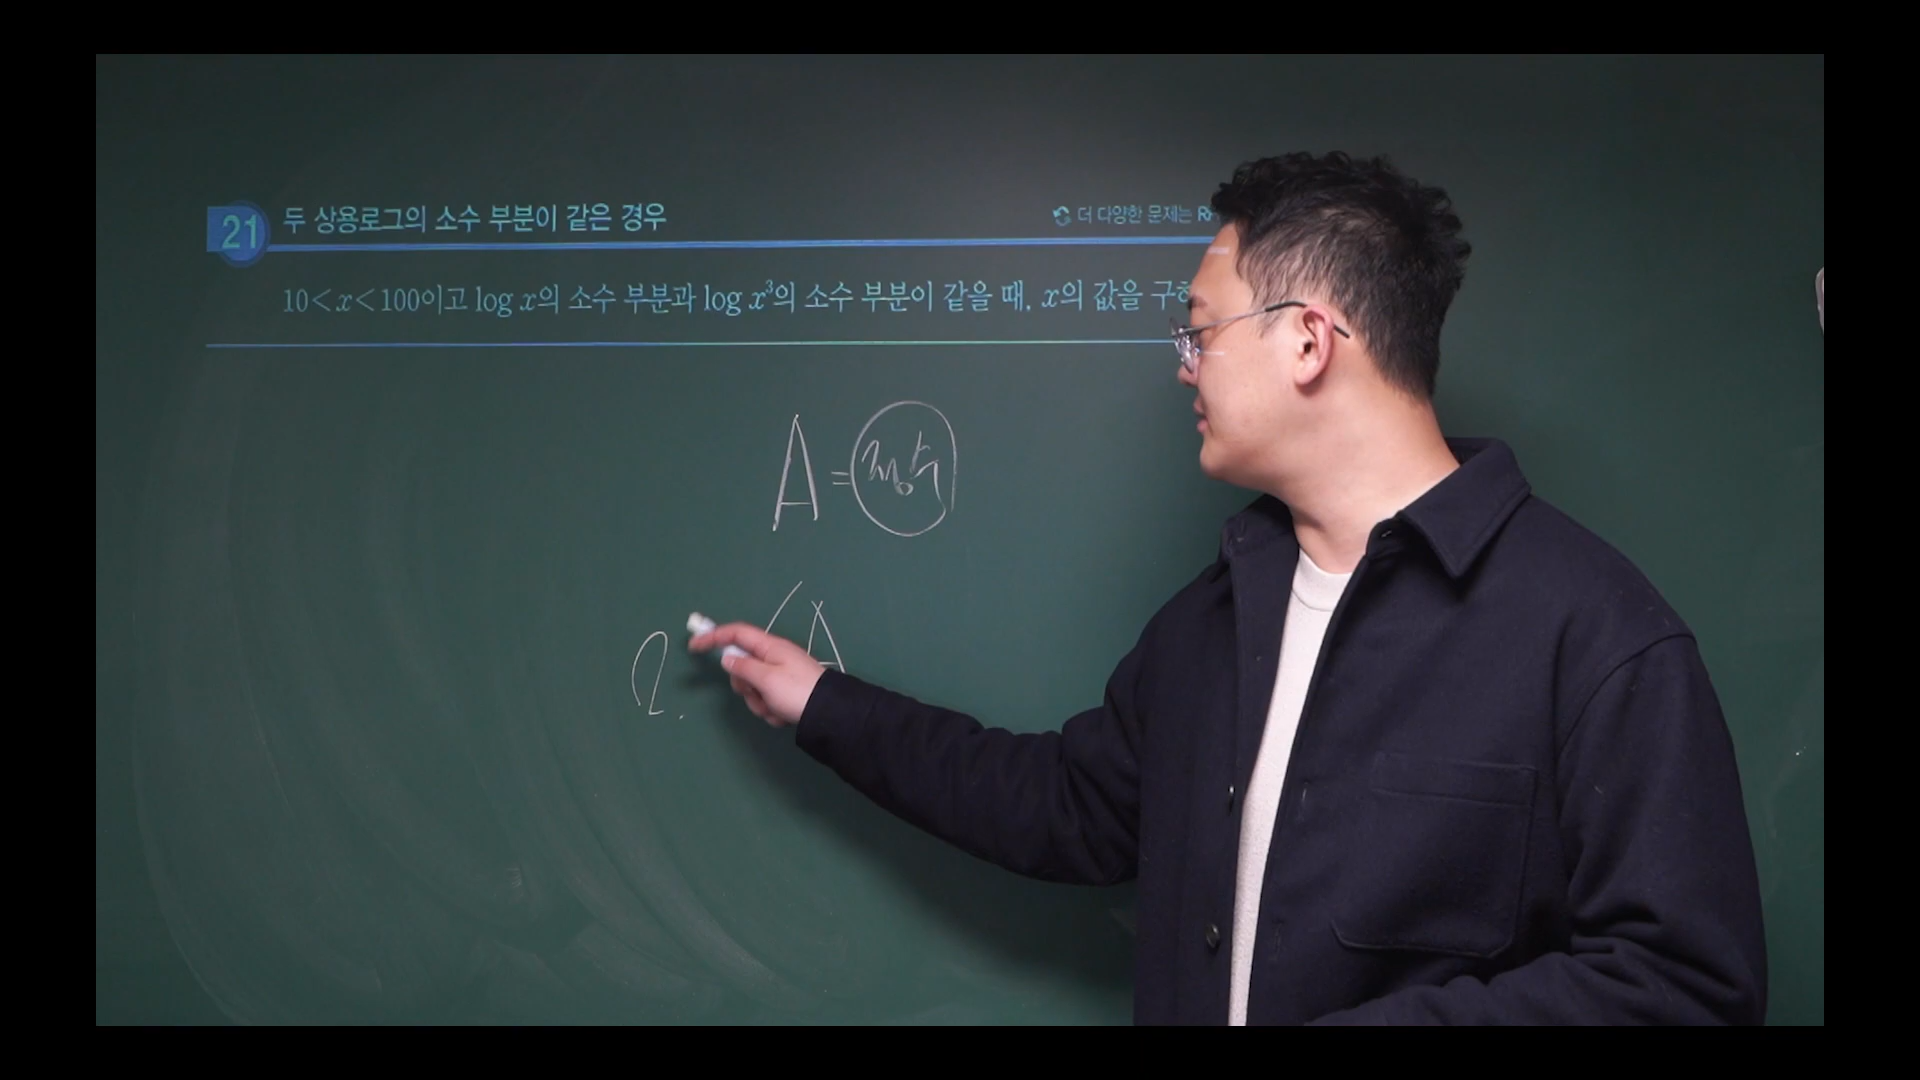 21 두 상용로그의 소수 부분이 같은 경우
더 다양한 문제는
10<x<100이고 log x의 소수 부분과 log x³의 소수 부분이 같을 때, x의 값을
A=정수
2.
A